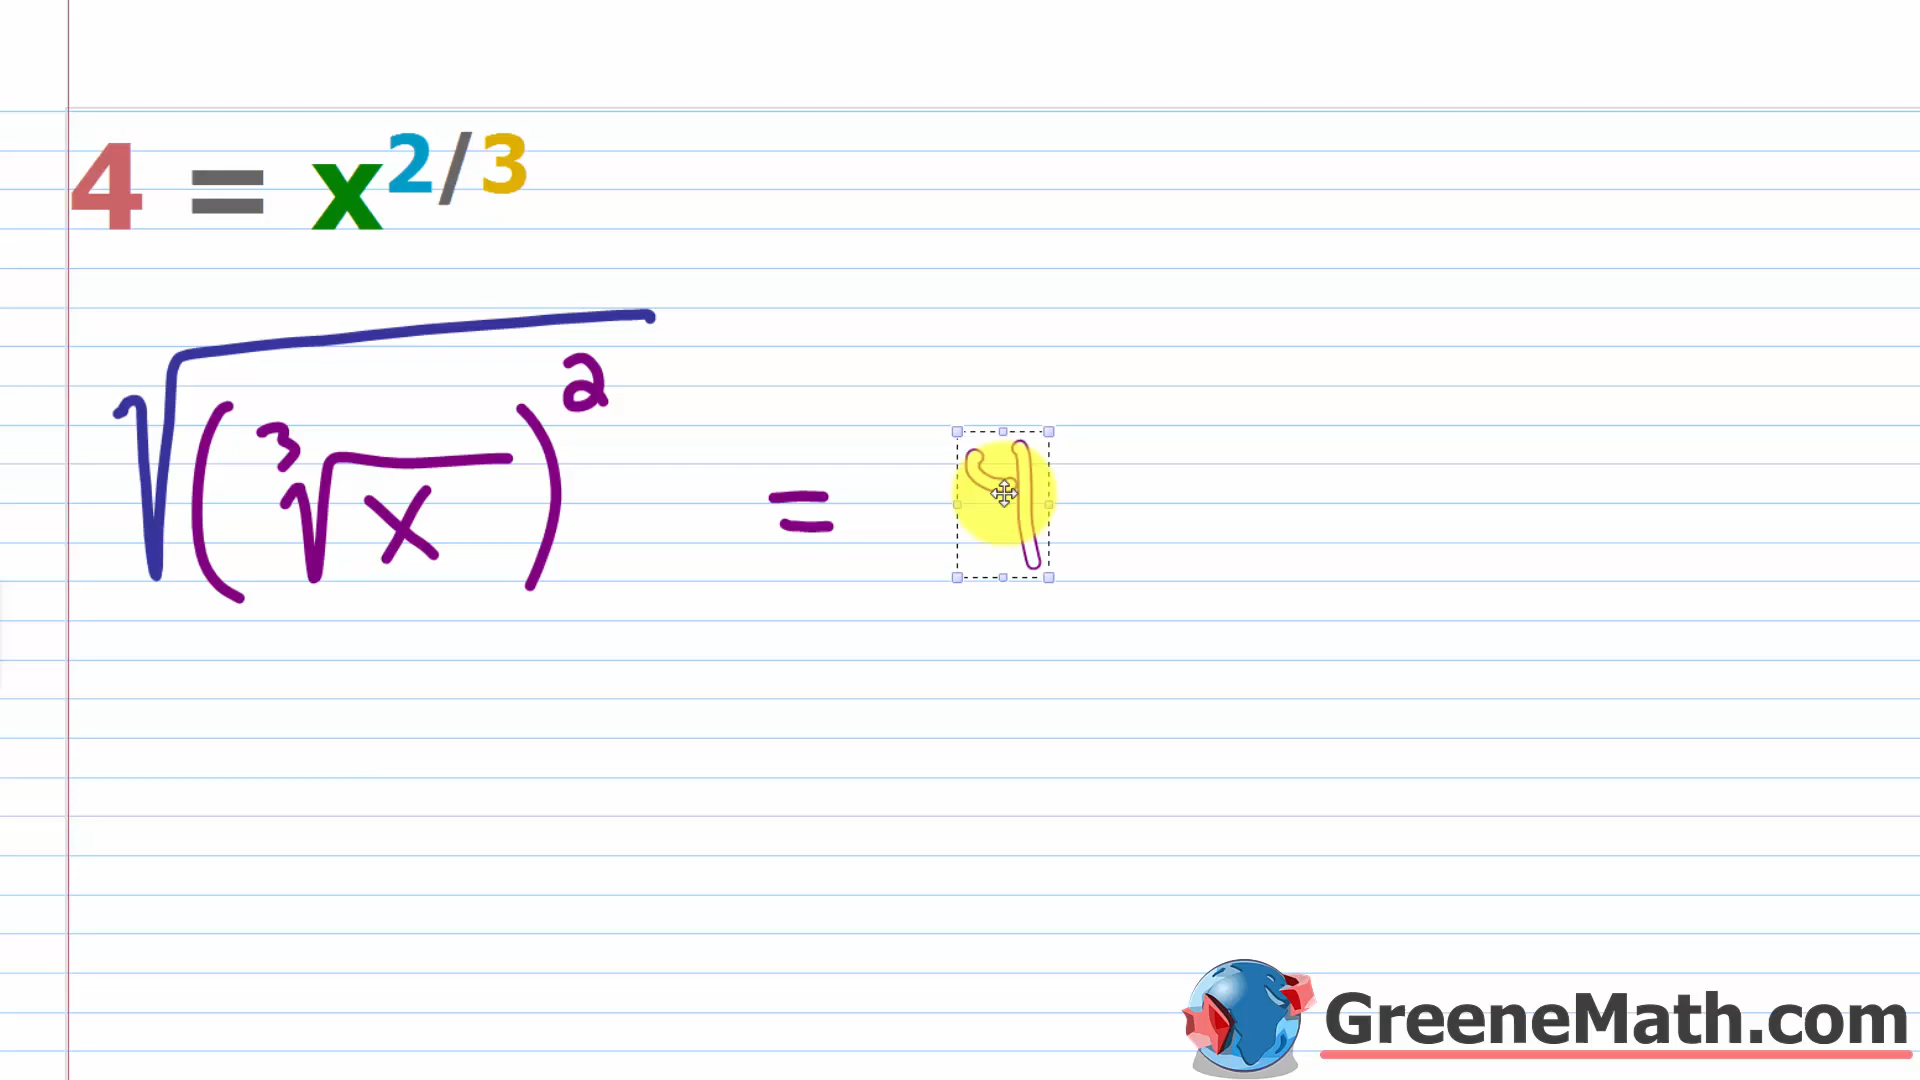 4 = x^2/3
√(∛x)^2 = 4
GreeneMath.com